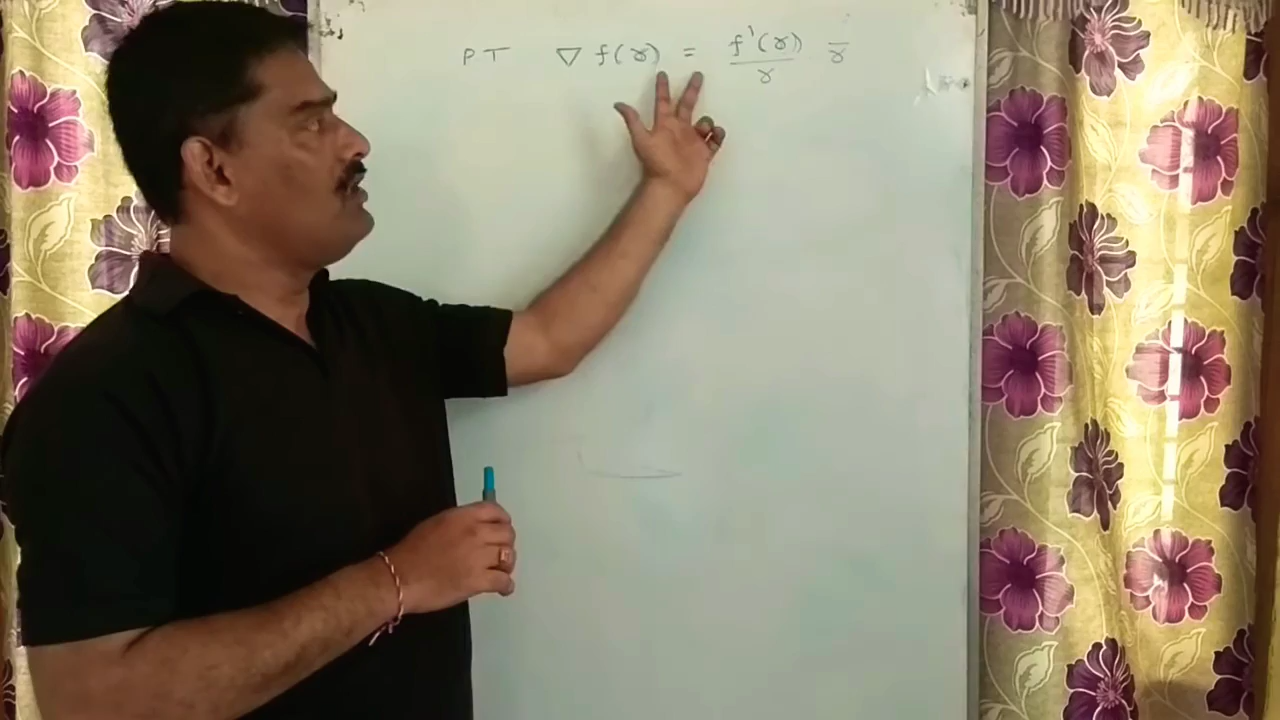 PT ∇ f(r) = f'(r)/r r̄